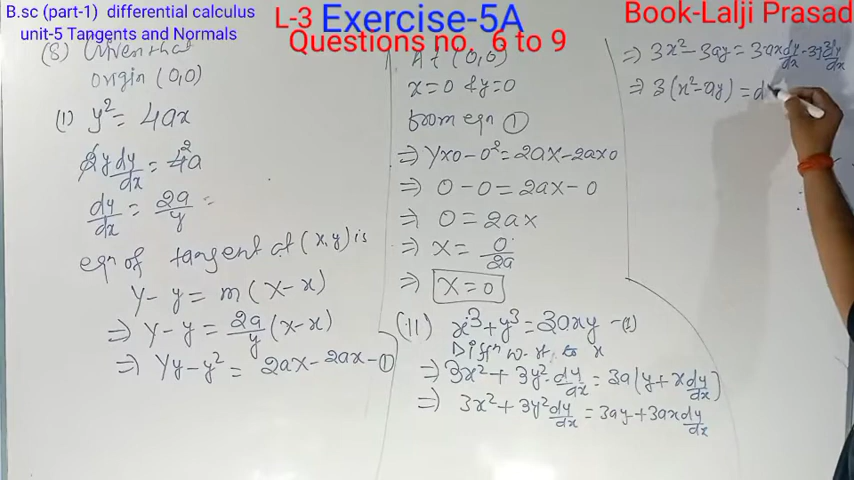 B.sc (part-1) differential calculus
unit-5 Tangents and Normals
L-3 Exercise-5A
Questions no. 6 to 9
Book-Lalji Prasad
(8) Given that
origin (0,0)
(1) y² = 4ax
2y dy/dx = 4²a
dy/dx = 2a/y =
eqn of tangent at (x,y) is
Y - y = m(X-x)
⇒ Y-y = 2a/y (X-x)
⇒ Yy-y² = 2aX-2ax-①
At (0,0)
x=0 & y=0
from eqn ①
⇒ Y×0-0²=2aX-2a×0
⇒ 0-0=2aX-0
⇒ 0=2aX
⇒ X= 0/2a
⇒ X=0
(II) x³+y³=3axy -(1)
Diffn w.r. to x
⇒ 3x²+3y²·dy/dx = 3a(y+x dy/dx)
⇒ 3x²+3y² dy/dx = 3ay+3ax dy/dx
⇒ 3x²-3ay=3ax dy/dx-3y² dy/dx
⇒ 3(x²-ay)=d